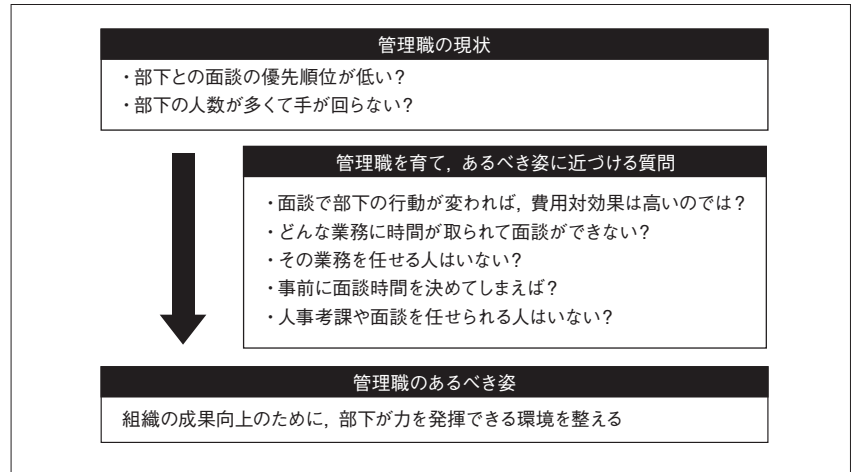 管理職の現状
・部下との面談の優先順位が低い?
・部下の人数が多くて手が回らない?
管理職を育て，あるべき姿に近づける質問
・面談で部下の行動が変われば，費用対効果は高いのでは?
・どんな業務に時間が取られて面談ができない?
・その業務を任せる人はいない?
・事前に面談時間を決めてしまえば?
・人事考課や面談を任せられる人はいない?
管理職のあるべき姿
組織の成果向上のために，部下が力を発揮できる環境を整える